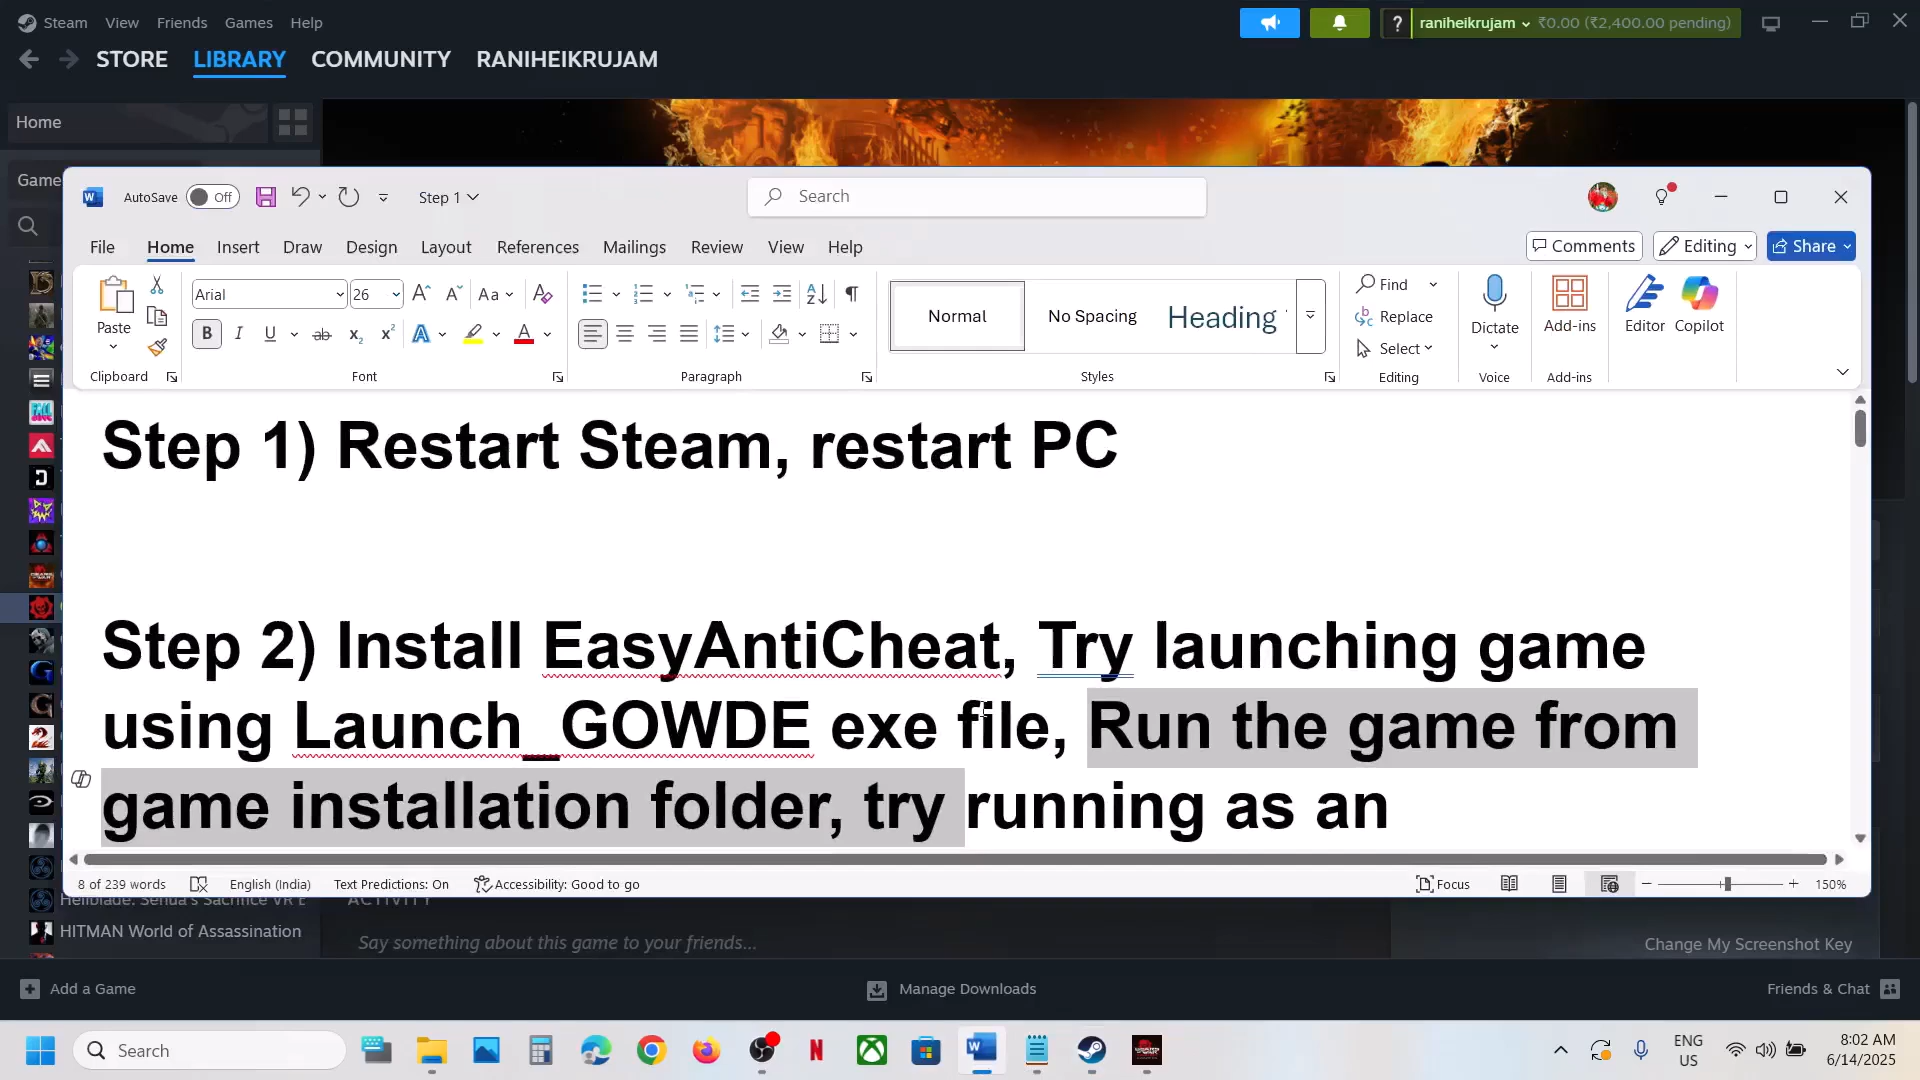 Steam View Friends Games Help
raniheikrujam ₹0.00 (₹2,400.00 pending)
STORE LIBRARY COMMUNITY RANIHEIKRUJAM
Home
Game
AutoSave Off Step 1 Search
File Home Insert Draw Design Layout References Mailings Review View Help Comments Editing Share
Paste Arial 26 Aa Normal No Spacing Heading Find Replace Select Dictate Add-ins Editor Copilot
Clipboard Font Paragraph Styles Editing Voice Add-ins
Step 1) Restart Steam, restart PC
Step 2) Install EasyAntiCheat, Try launching game
using Launch_GOWDE exe file, Run the game from
game installation folder, try running as an
8 of 239 words English (India) Text Predictions: On Accessibility: Good to go Focus 150%
Hellblade: Senua's Sacrifice VR E
ACTIVITY
HITMAN World of Assassination
Say something about this game to your friends...
Change My Screenshot Key
Add a Game Manage Downloads Friends & Chat
Search
ENG
US
8:02 AM
6/14/2025